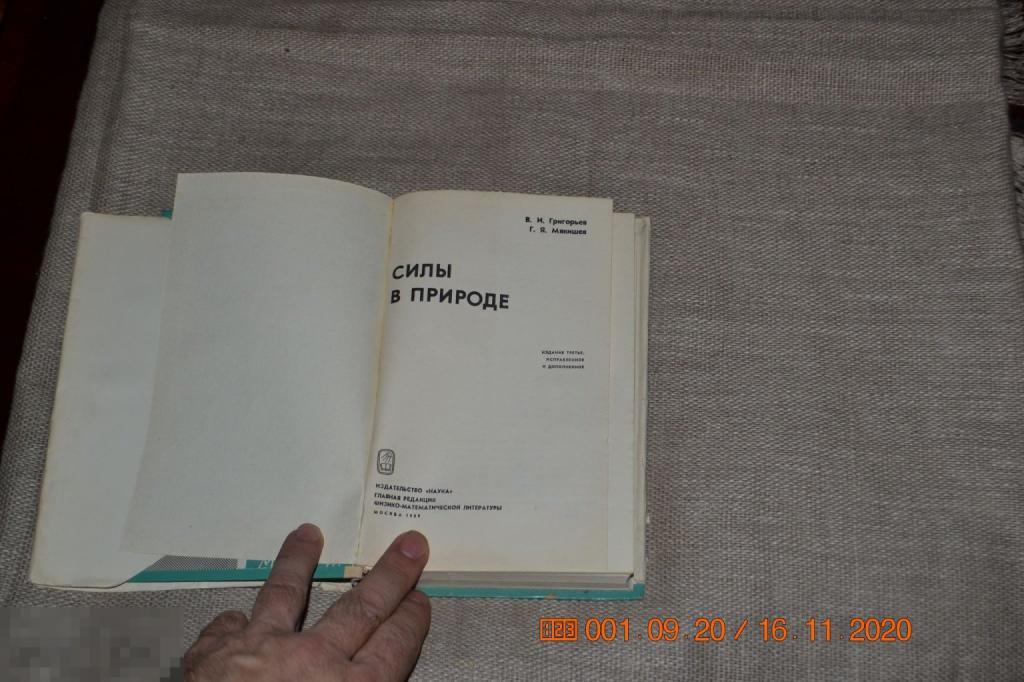 В. И. Григорьев
Г. Я. Мякишев
СИЛЫ
В ПРИРОДЕ
ИЗДАНИЕ ТРЕТЬЕ,
ИСПРАВЛЕННОЕ
И ДОПОЛНЕННОЕ
ИЗДАТЕЛЬСТВО «НАУКА»
ГЛАВНАЯ РЕДАКЦИЯ
ФИЗИКО-МАТЕМАТИЧЕСКОЙ ЛИТЕРАТУРЫ
МОСКВА 1969
001.09.20 / 16.11.2020